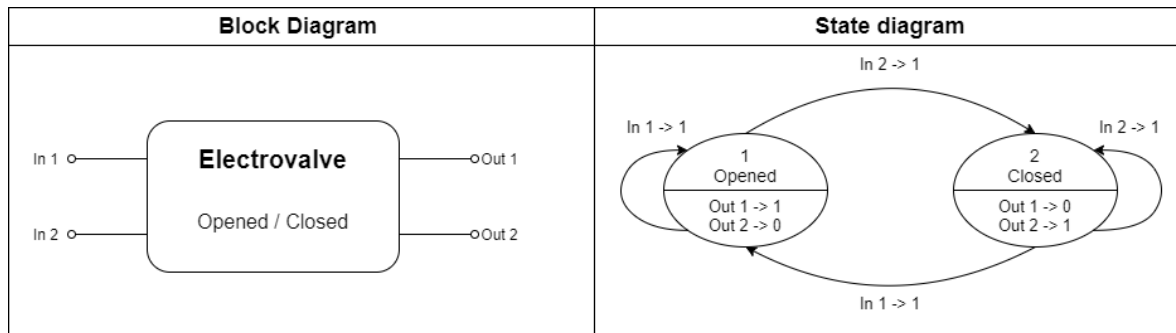 Block Diagram
State diagram
In 1
In 2
Electrovalve
Opened / Closed
Out 1
Out 2
In 2 -> 1
In 1 -> 1
1
Opened
Out 1 -> 1
Out 2 -> 0
2
Closed
Out 1 -> 0
Out 2 -> 1
In 2 -> 1
In 1 -> 1